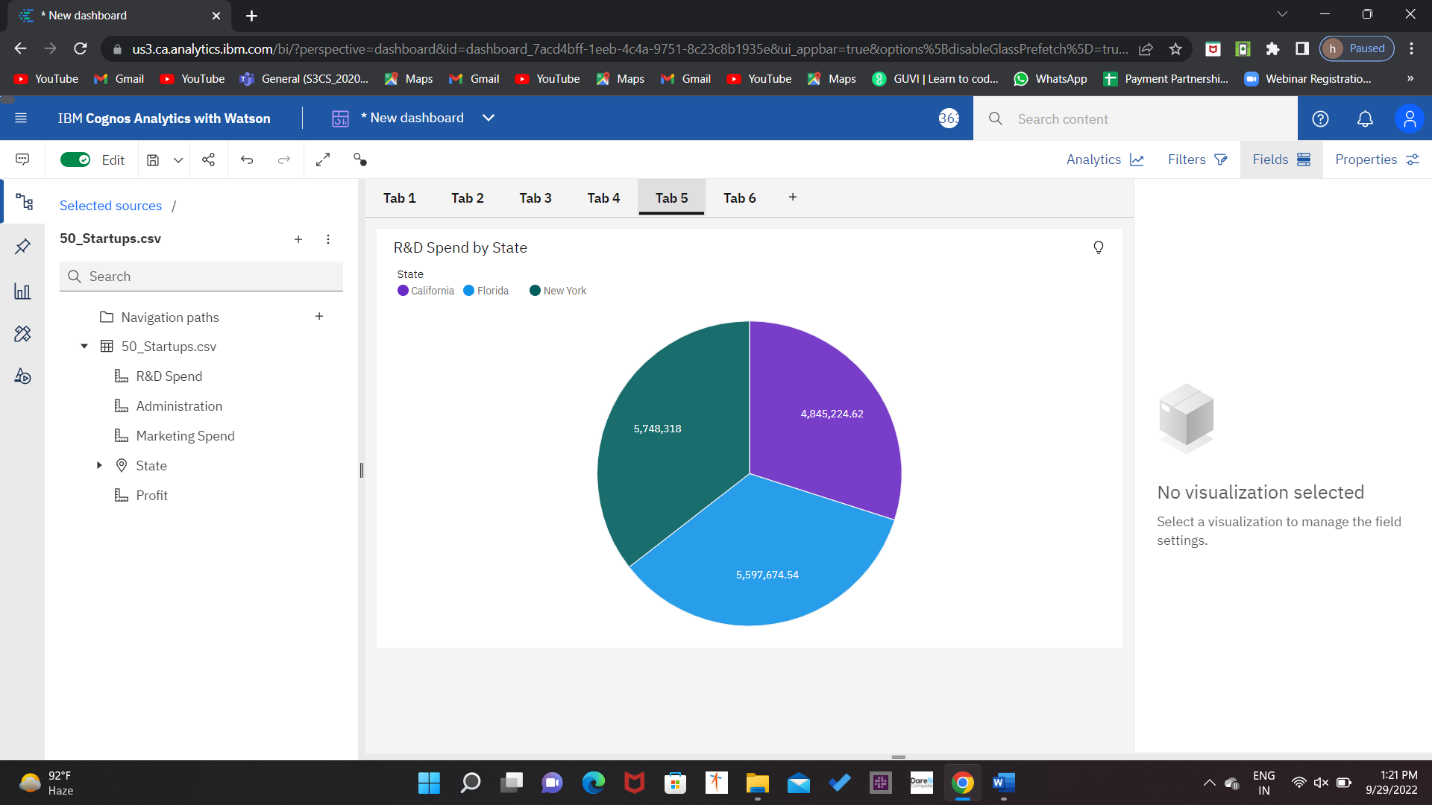 * New dashboard
us3.ca.analytics.ibm.com/bi/?perspective=dashboard&id=dashboard_7acd4bff-1eeb-4c4a-9751-8c23c8b1935e&ui_appbar=true&options%5BdisableGlassPrefetch%5D=tru...
h Paused
YouTube Gmail YouTube General (S3CS_2020... Maps Gmail YouTube Maps Gmail YouTube Maps GUVI | Learn to cod... WhatsApp Payment Partnershi... Webinar Registratio... »
IBM Cognos Analytics with Watson * New dashboard 363 Search content
Edit Analytics Filters Fields Properties
Selected sources /
50_Startups.csv
Search
Navigation paths
50_Startups.csv
R&D Spend
Administration
Marketing Spend
State
Profit
Tab 1 Tab 2 Tab 3 Tab 4 Tab 5 Tab 6 +
R&D Spend by State
State
California Florida New York
4,845,224.62
5,748,318
5,597,674.54
No visualization selected
Select a visualization to manage the field
settings.
92°F
Haze
Dare2
Compete
ENG
IN
1:21 PM
9/29/2022